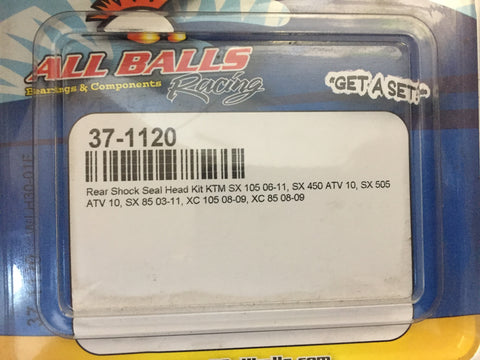 ALL BALLS
Racing
Bearings & Components
"GET A SET!"
37-1120
Rear Shock Seal Head Kit KTM SX 105 06-11, SX 450 ATV 10, SX 505
ATV 10, SX 85 03-11, XC 105 08-09, XC 85 08-09